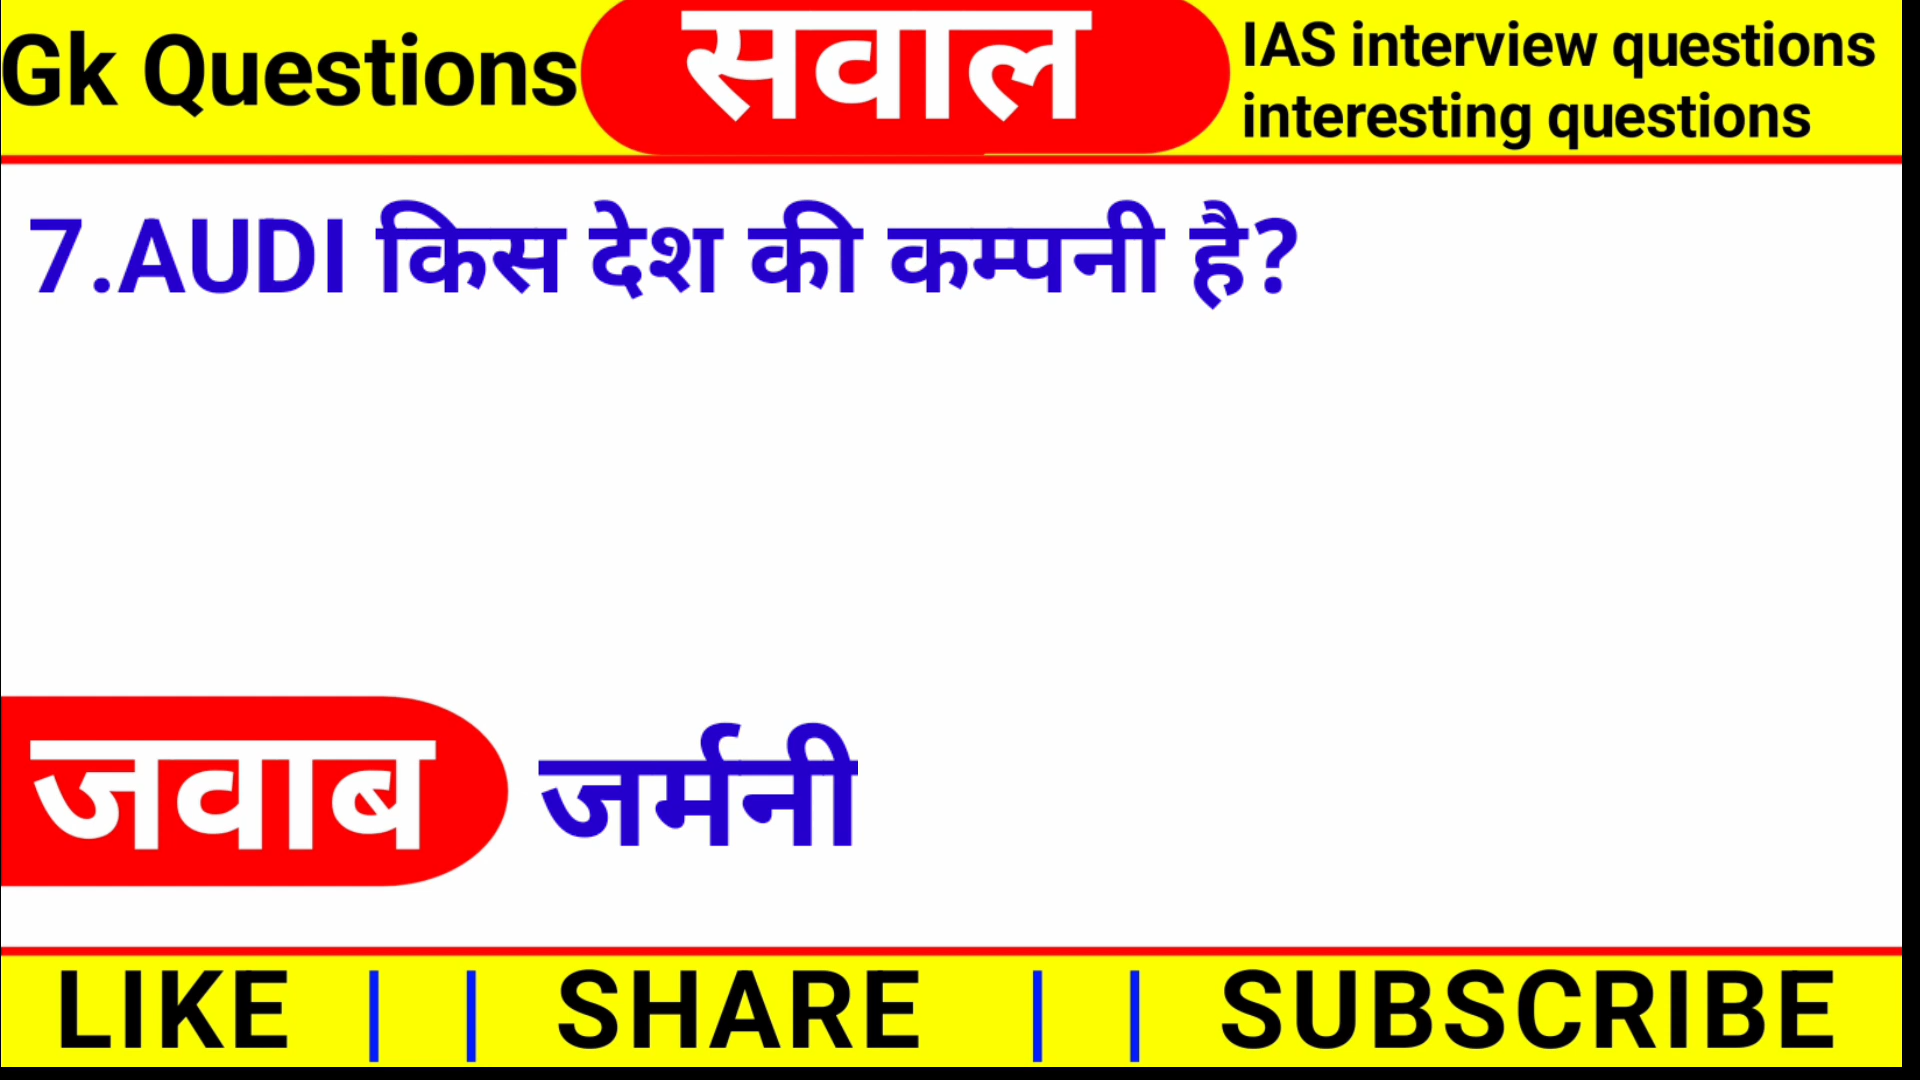 Gk Questions
सवाल
IAS interview questions
interesting questions
7.AUDI किस देश की कम्पनी है?
जवाब
जर्मनी
LIKE | | SHARE | | SUBSCRIBE